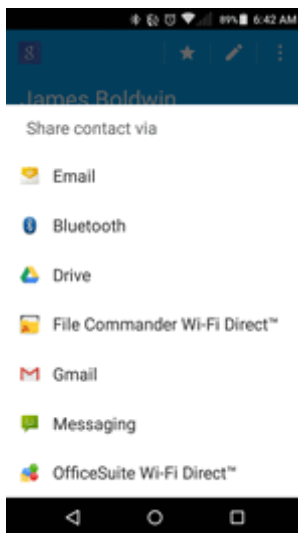 89% 6:42 AM
8
James Boldwin
Share contact via
Email
Bluetooth
Drive
File Commander Wi-Fi Direct™
Gmail
Messaging
OfficeSuite Wi-Fi Direct™